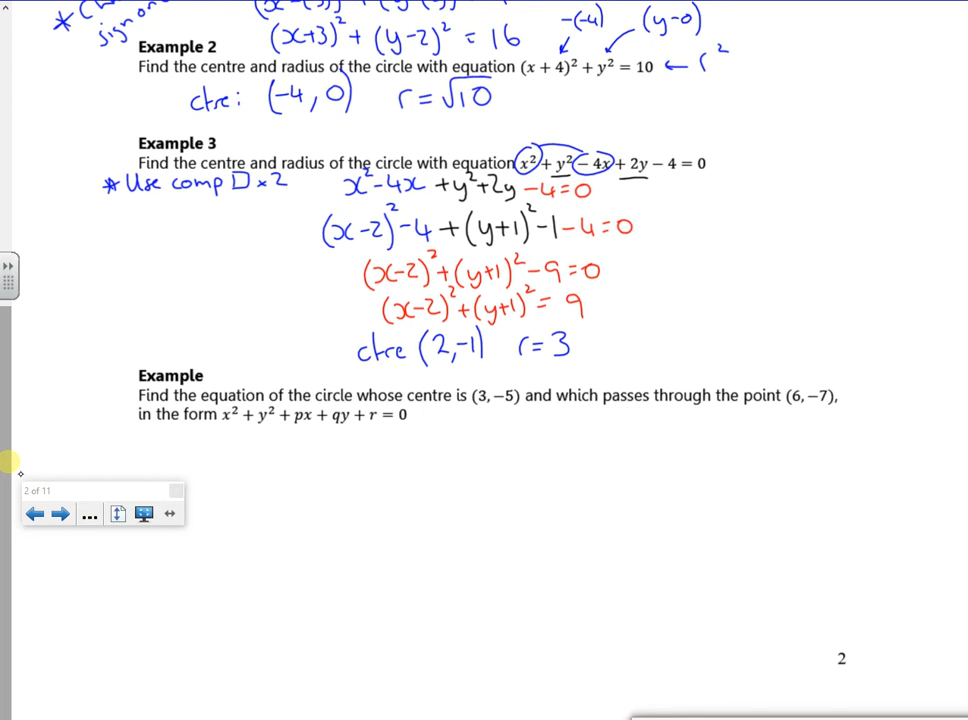 * (
sign on
(x+3)² + (y-2)² = 16
-(-4)
(y-0)
Example 2
Find the centre and radius of the circle with equation (x + 4)² + y² = 10 ← r²
ctre: (-4, 0) r = √10
Example 3
Find the centre and radius of the circle with equation x² + y² − 4x + 2y − 4 = 0
* Use comp □ x 2 x² - 4x + y² + 2y - 4 = 0
(x-2)² - 4 + (y+1)² - 1 - 4 = 0
(x-2)² + (y+1)² - 9 = 0
(x-2)² + (y+1)² = 9
ctre (2, -1) r = 3
Example
Find the equation of the circle whose centre is (3, −5) and which passes through the point (6, −7),
in the form x² + y² + px + qy + r = 0
2 of 11
...
2